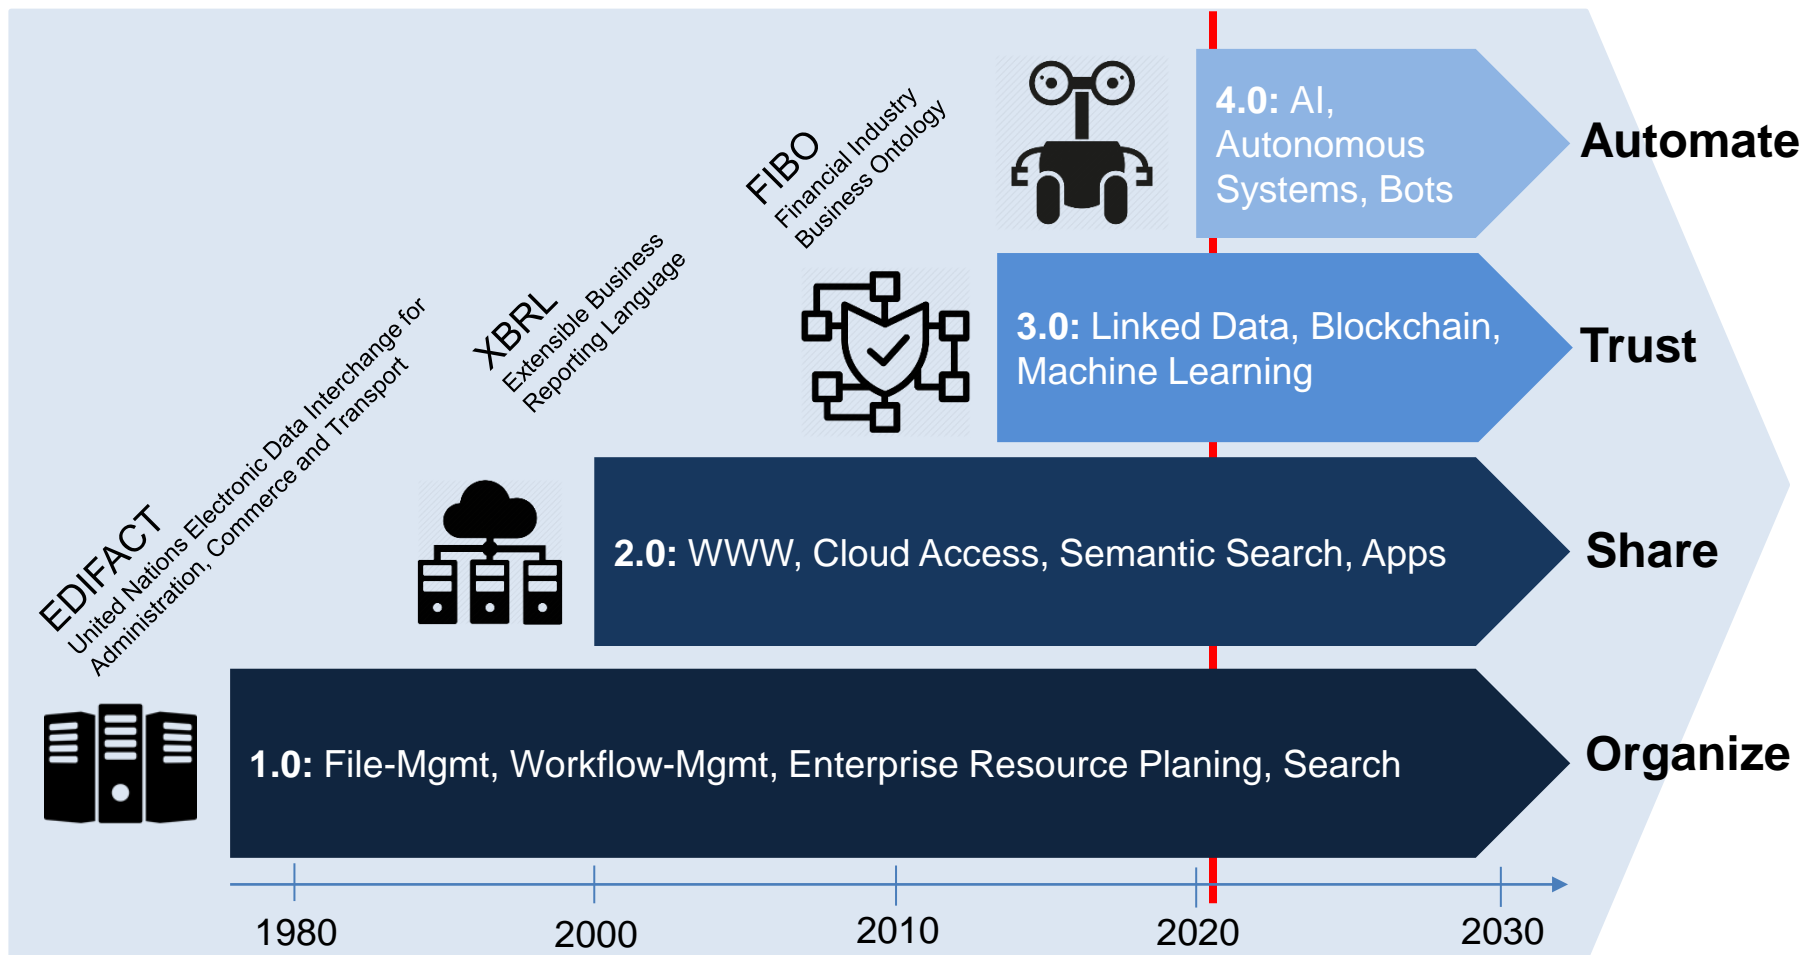 4.0: AI,
Autonomous
Systems, Bots
Automate
FIBO
Financial Industry
Business Ontology
3.0: Linked Data, Blockchain,
Machine Learning
Trust
XBRL
Extensible Business
Reporting Language
2.0: WWW, Cloud Access, Semantic Search, Apps
Share
EDIFACT
United Nations Electronic Data Interchange for
Administration, Commerce and Transport
1.0: File-Mgmt, Workflow-Mgmt, Enterprise Resource Planing, Search
Organize
1980 2000 2010 2020 2030